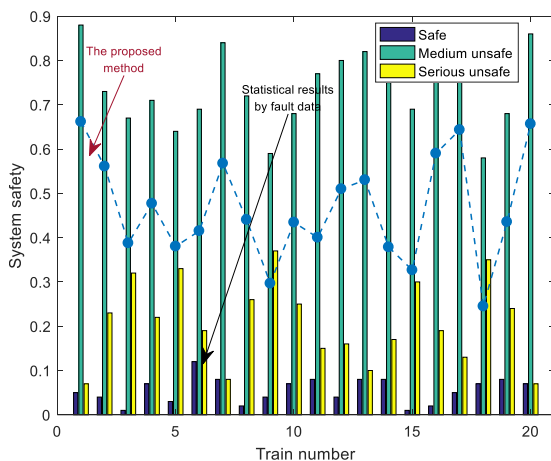 0.9
0.8
0.7
0.6
0.5
0.4
0.3
0.2
0.1
0
System safety
The proposed
method
Statistical results
by fault data
Safe
Medium unsafe
Serious unsafe
0
5
10
15
20
Train number